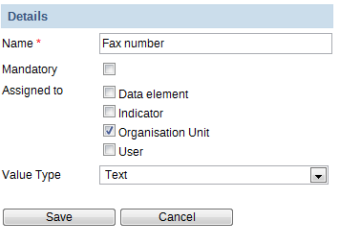 Details
Name * Fax number
Mandatory
Assigned to Data element
Indicator
Organisation Unit
User
Value Type Text
Save Cancel